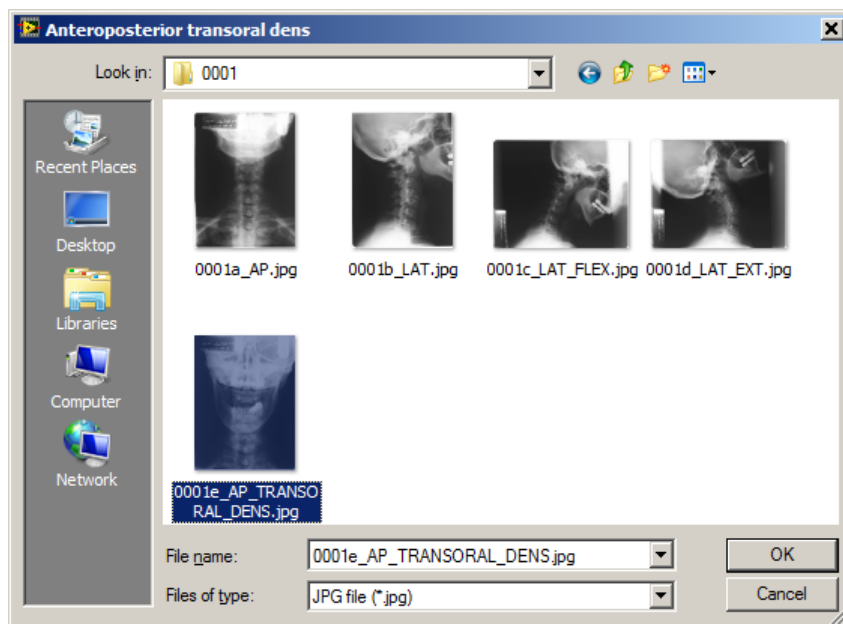 Anteroposterior transoral dens
Look in:
0001
Recent Places
Desktop
Libraries
Computer
Network
0001a_AP.jpg
0001b_LAT.jpg
0001c_LAT_FLEX.jpg
0001d_LAT_EXT.jpg
0001e_AP_TRANSO
RAL_DENS.jpg
File name:
0001e_AP_TRANSORAL_DENS.jpg
OK
Files of type:
JPG file (*.jpg)
Cancel